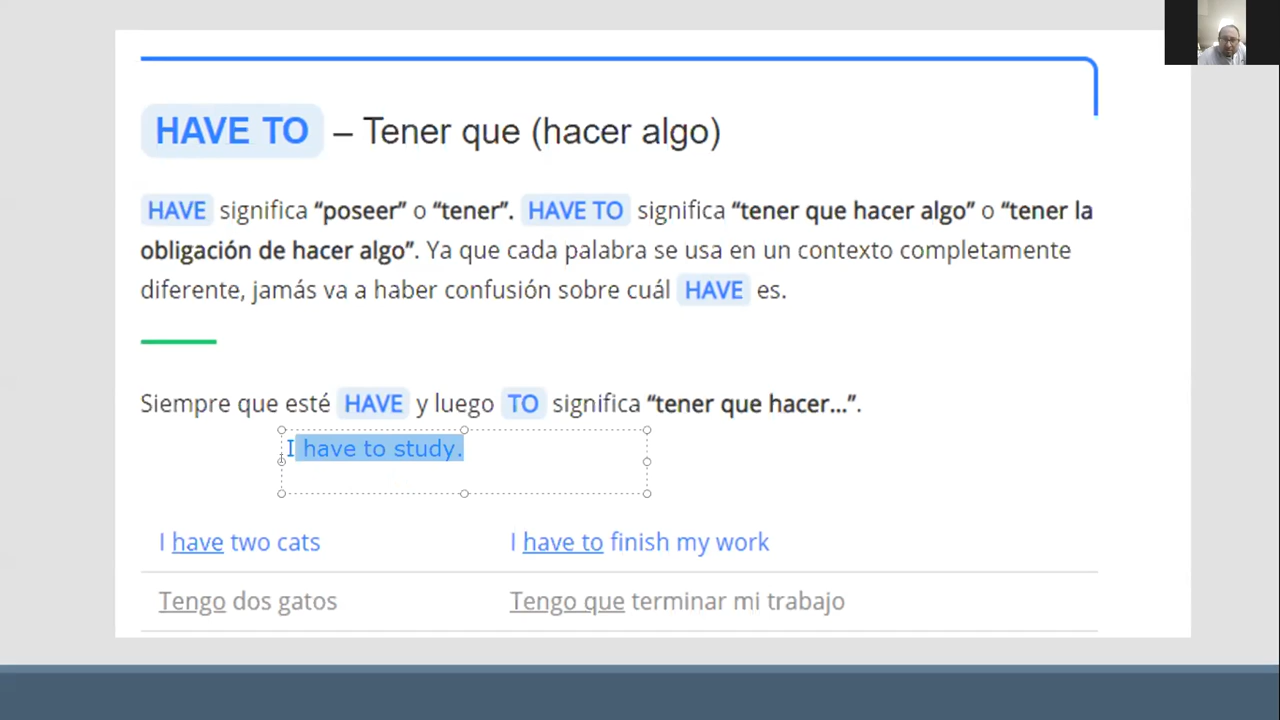 HAVE TO – Tener que (hacer algo)
HAVE significa “poseer” o “tener”. HAVE TO significa “tener que hacer algo” o “tener la
obligación de hacer algo”. Ya que cada palabra se usa en un contexto completamente
diferente, jamás va a haber confusión sobre cuál HAVE es.
Siempre que esté HAVE y luego TO significa “tener que hacer...”.
I have to study.
I have two cats I have to finish my work
Tengo dos gatos Tengo que terminar mi trabajo